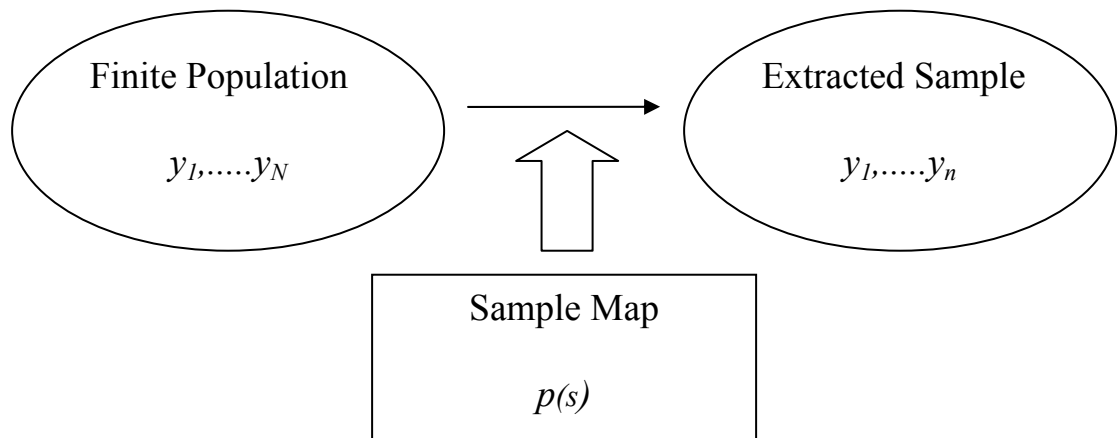 Finite Population
y1,.....yN
Extracted Sample
y1,.....yn
Sample Map
p(s)